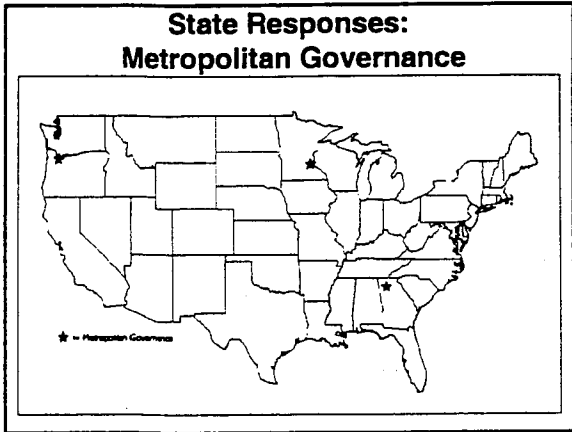 State Responses:
Metropolitan Governance
★ = Metropolitan Governance